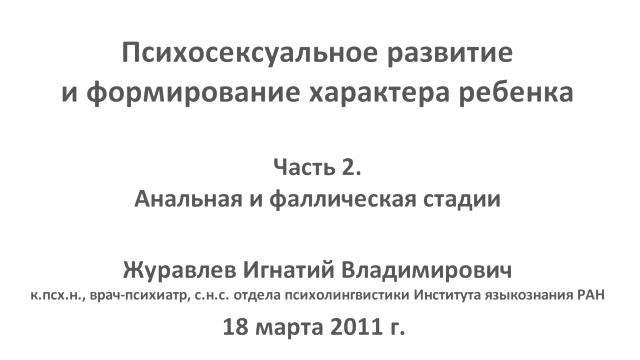 Психосексуальное развитие
и формирование характера ребенка
Часть 2.
Анальная и фаллическая стадии
Журавлев Игнатий Владимирович
к.псх.н., врач-психиатр, с.н.с. отдела психолингвистики Института языкознания РАН
18 марта 2011 г.